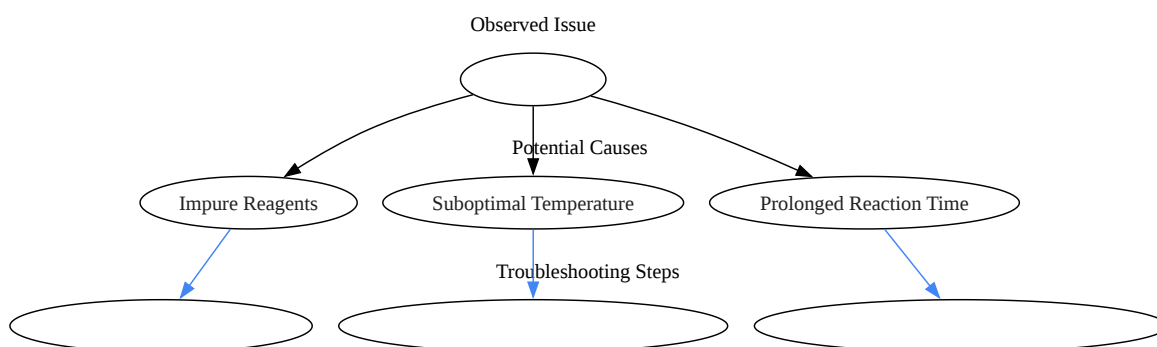 Observed Issue
Potential Causes
Impure Reagents
Suboptimal Temperature
Prolonged Reaction Time
Troubleshooting Steps